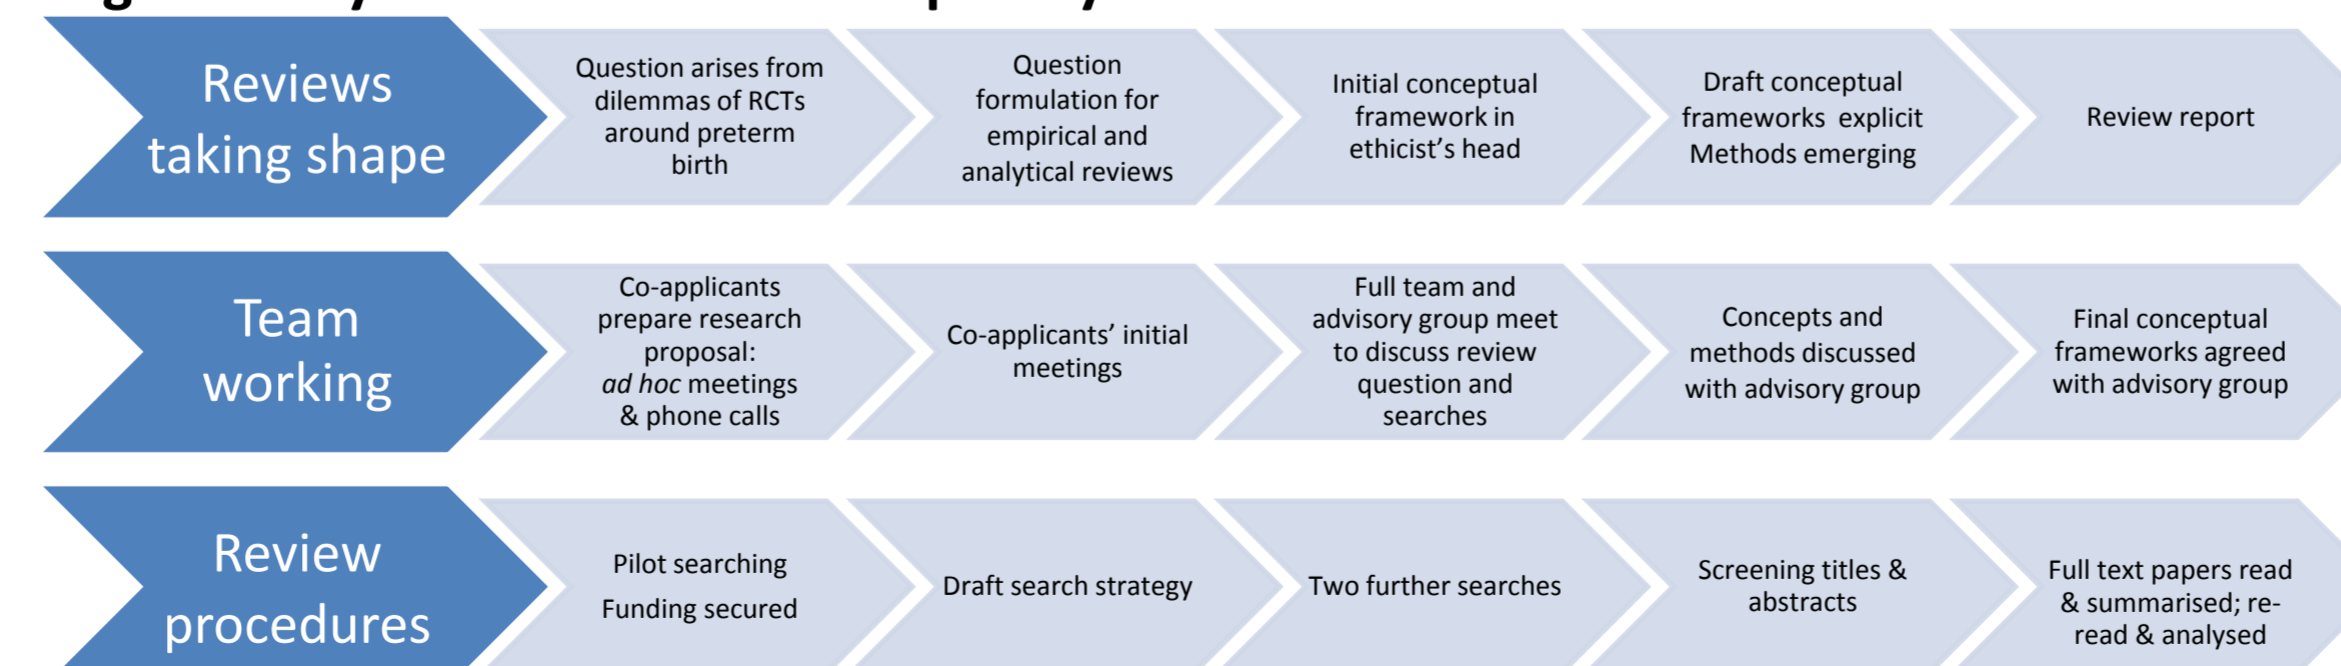 Reviews
taking shape
Question arises from
dilemmas of RCTs
around preterm
birth
Question
formulation for
empirical and
analytical reviews
Initial conceptual
framework in
ethicist’s head
Draft conceptual
frameworks explicit
Methods emerging
Review report
Team
working
Co-applicants
prepare research
proposal:
ad hoc meetings
& phone calls
Co-applicants’ initial
meetings
Full team and
advisory group meet
to discuss review
question and
searches
Concepts and
methods discussed
with advisory group
Final conceptual
frameworks agreed
with advisory group
Review
procedures
Pilot searching
Funding secured
Draft search strategy
Two further searches
Screening titles &
abstracts
Full text papers read
& summarised; re-
read & analysed